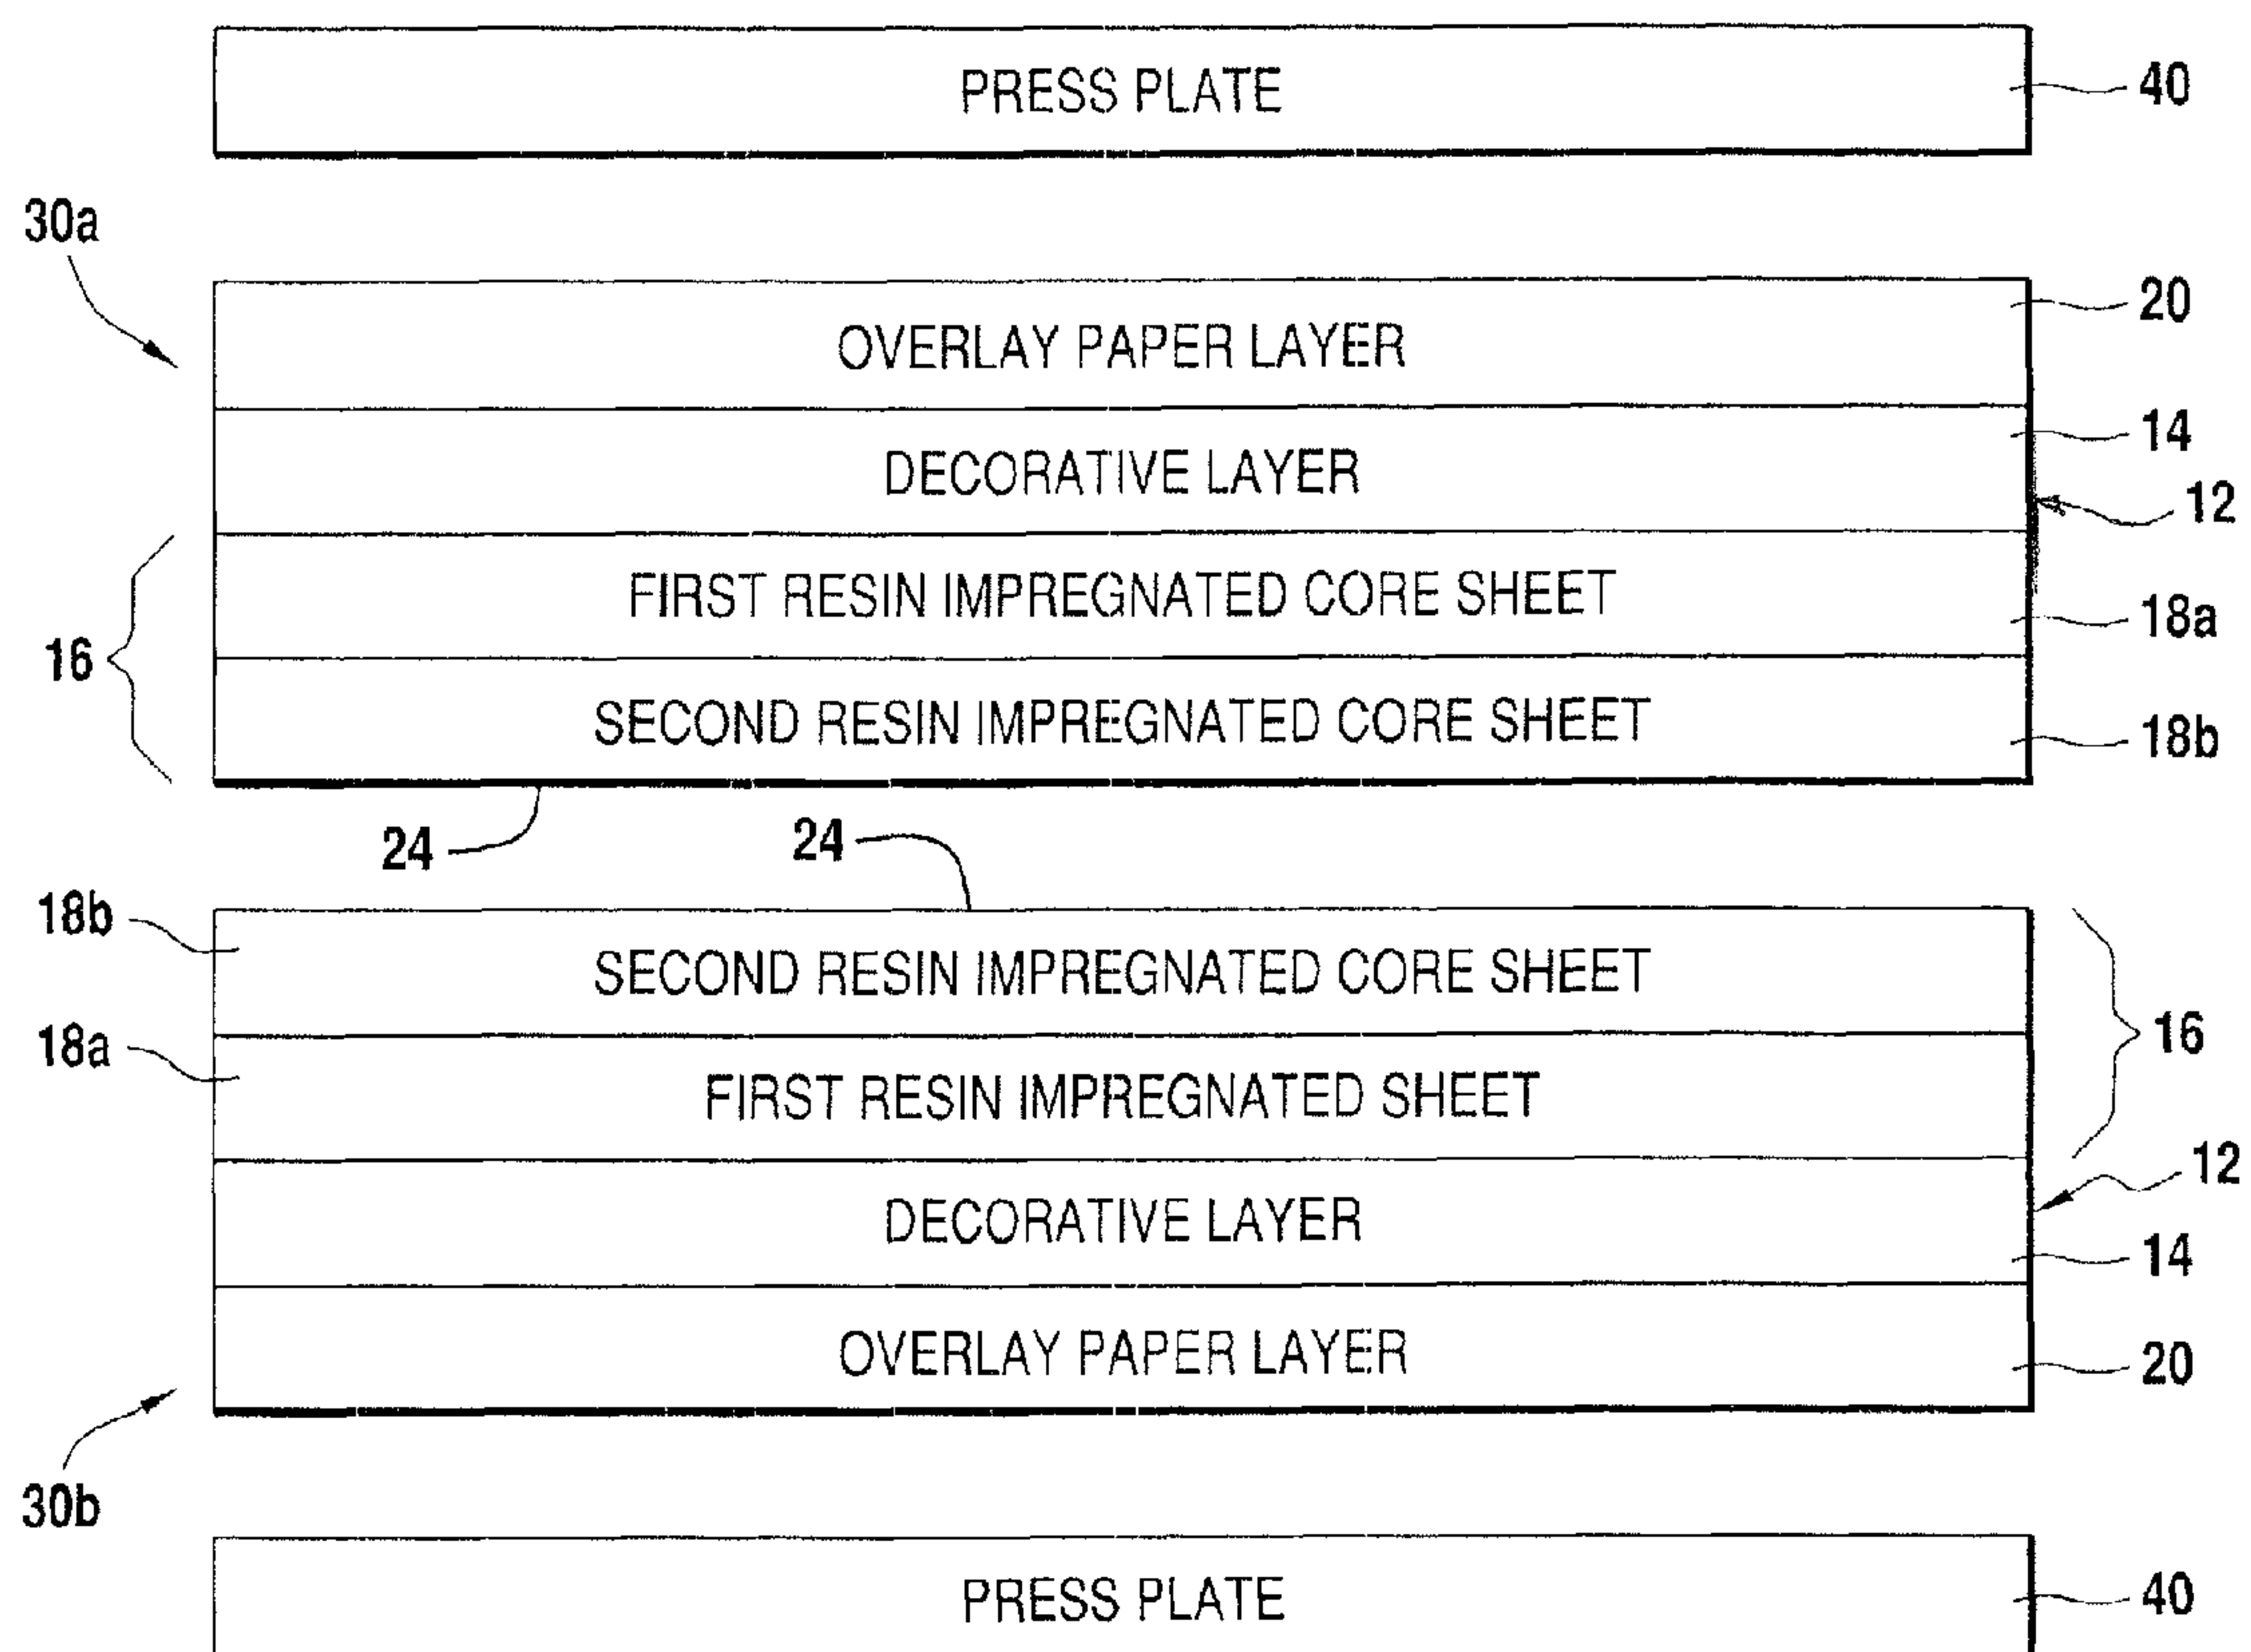 PRESS PLATE
40
30a
20
OVERLAY PAPER LAYER
14
DECORATIVE LAYER
12
FIRST RESIN IMPREGNATED CORE SHEET
18a
16
SECOND RESIN IMPREGNATED CORE SHEET
18b
24
24
18b
SECOND RESIN IMPREGNATED CORE SHEET
16
18a
FIRST RESIN IMPREGNATED SHEET
12
DECORATIVE LAYER
14
OVERLAY PAPER LAYER
20
30b
PRESS PLATE
40